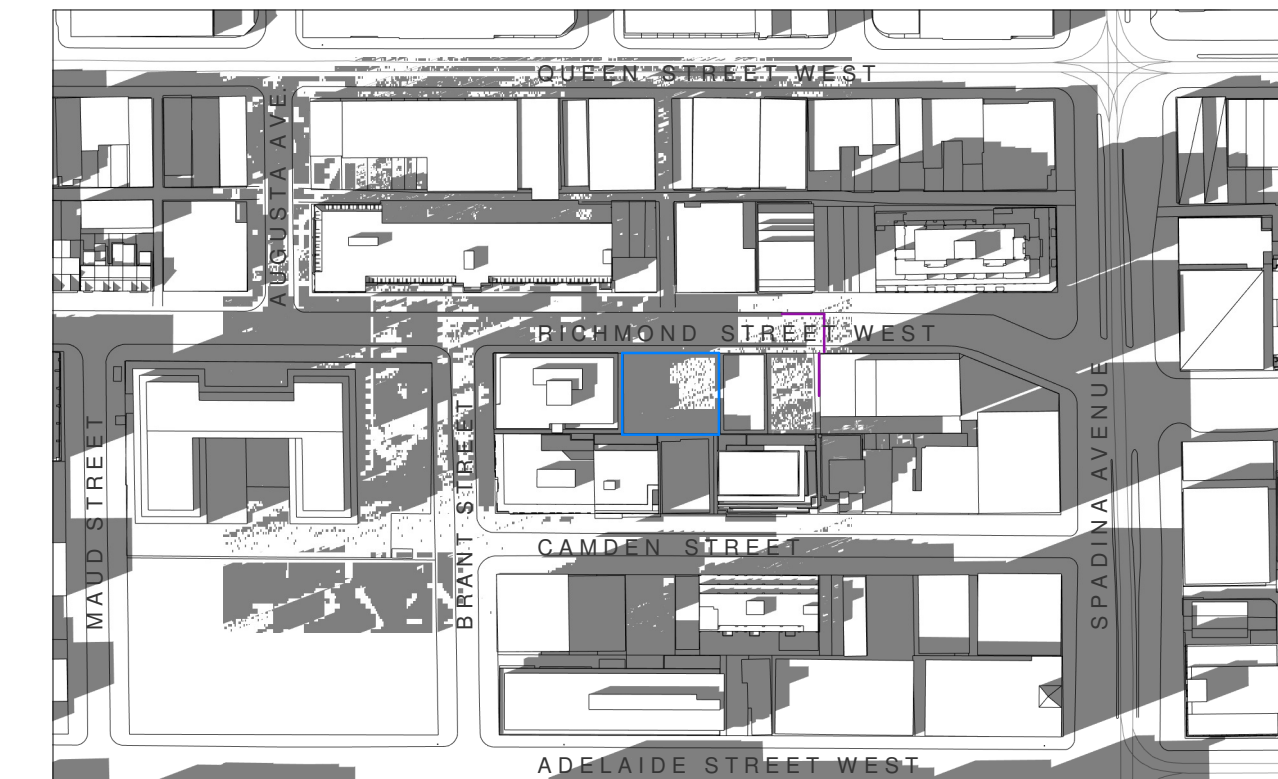 QUEEN STREET WEST
AUGUSTA AVE.
RICHMOND STREET WEST
MAUD STREET
BRANT STREET
SPADINA AVENUE
CAMDEN STREET
ADELAIDE STREET WEST